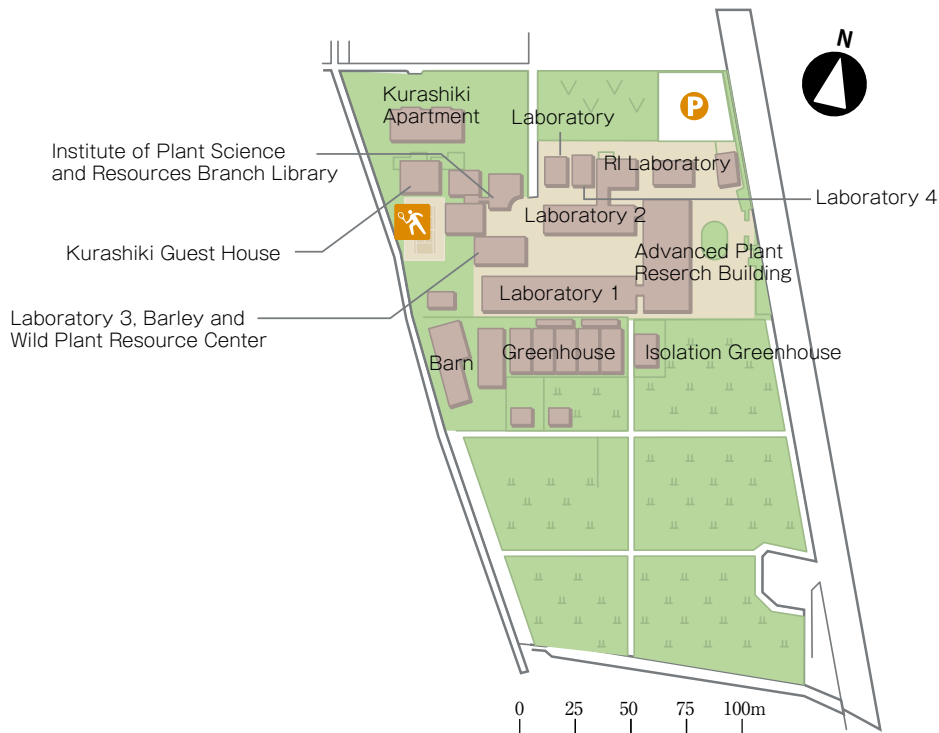 N
Kurashiki
Apartment
P
Laboratory
Institute of Plant Science
and Resources Branch Library
RI Laboratory
Laboratory 4
Laboratory 2
Kurashiki Guest House
Advanced Plant
Reserch Building
Laboratory 1
Laboratory 3, Barley and
Wild Plant Resource Center
Barn
Greenhouse
Isolation Greenhouse
0 25 50 75 100m